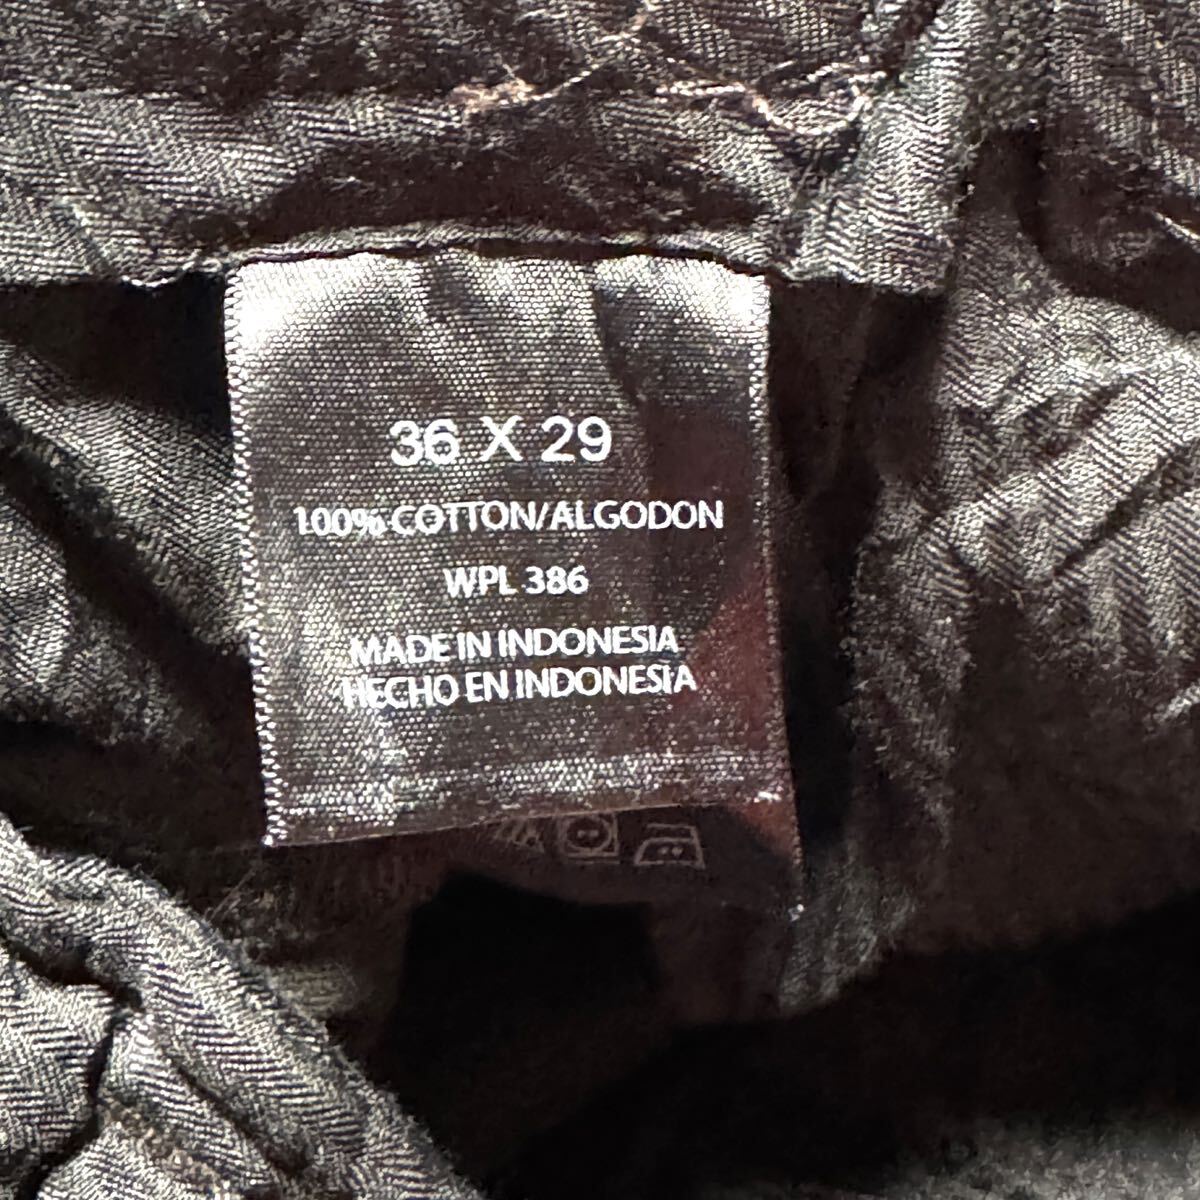 36 X 29
100% COTTON/ALGODON
WPL 386
MADE IN INDONESIA
HECHO EN INDONESIA